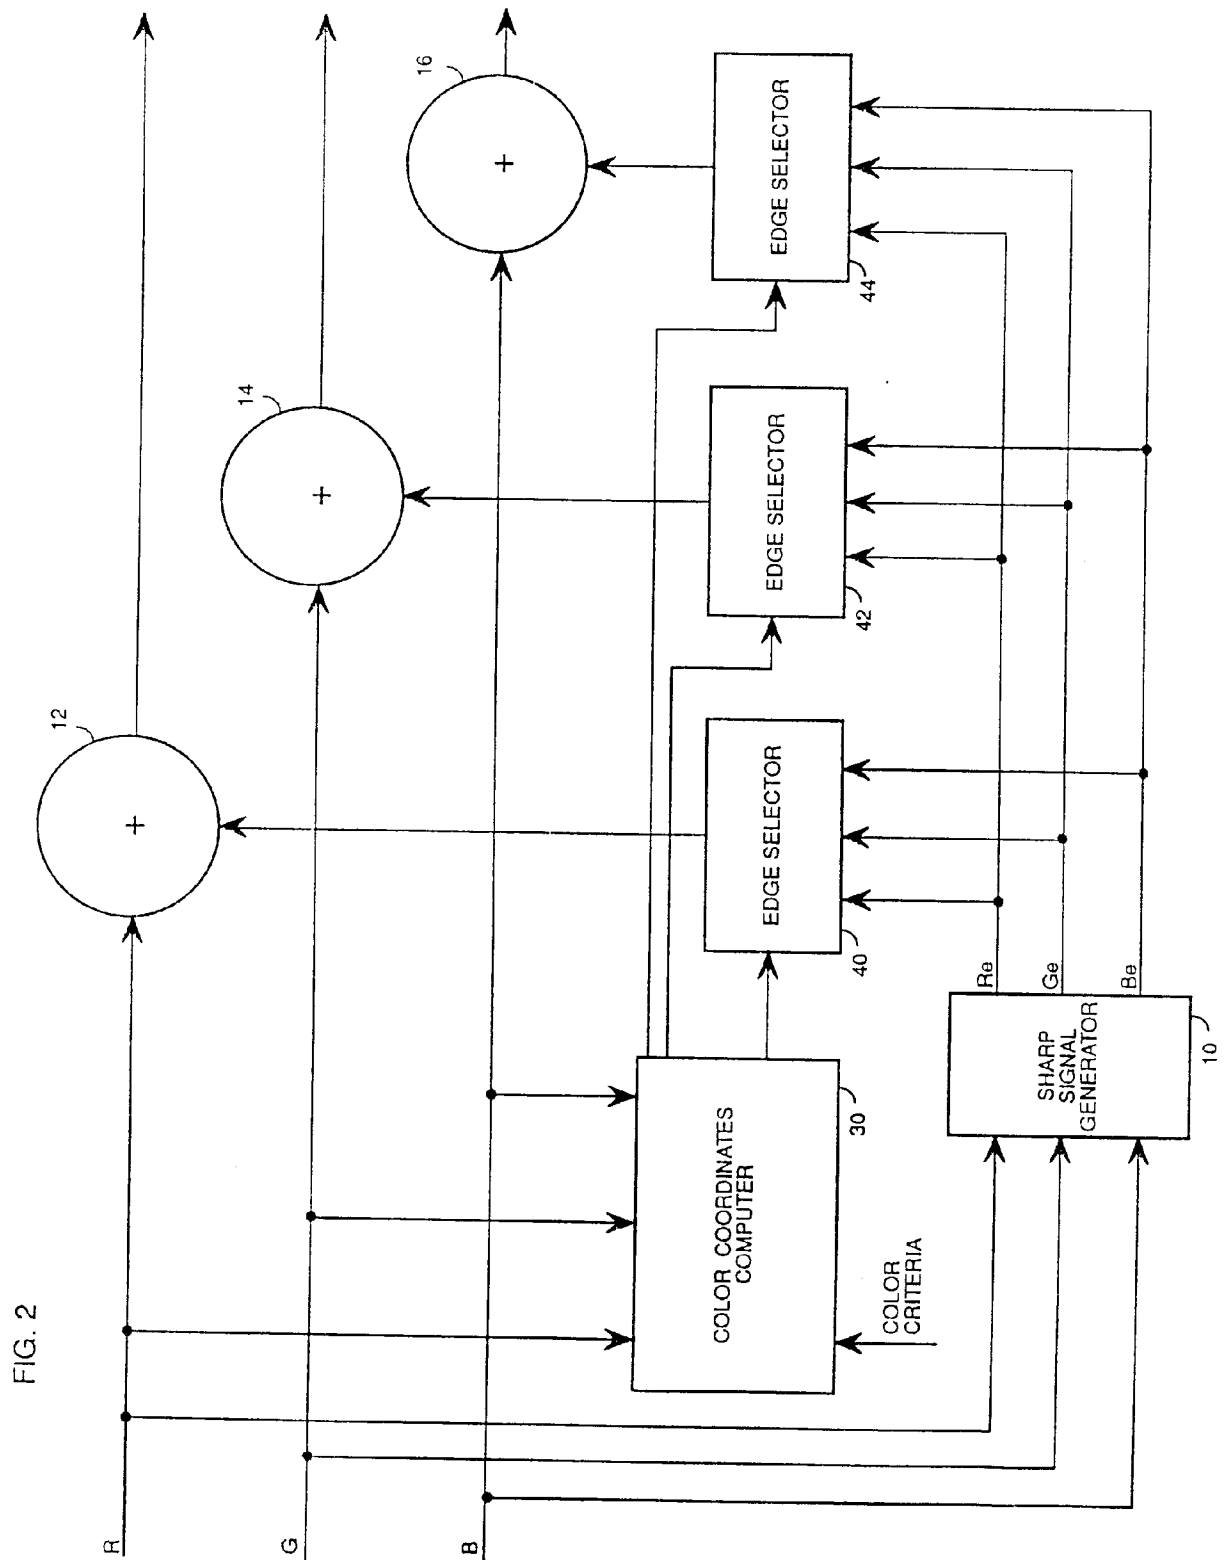 FIG. 2
R
G
B
12
14
16
COLOR COORDINATES
COMPUTER
30
COLOR
CRITERIA
EDGE SELECTOR
40
EDGE SELECTOR
42
EDGE SELECTOR
44
SHARP
SIGNAL
GENERATOR
10
Re
Ge
Be
+
+
+